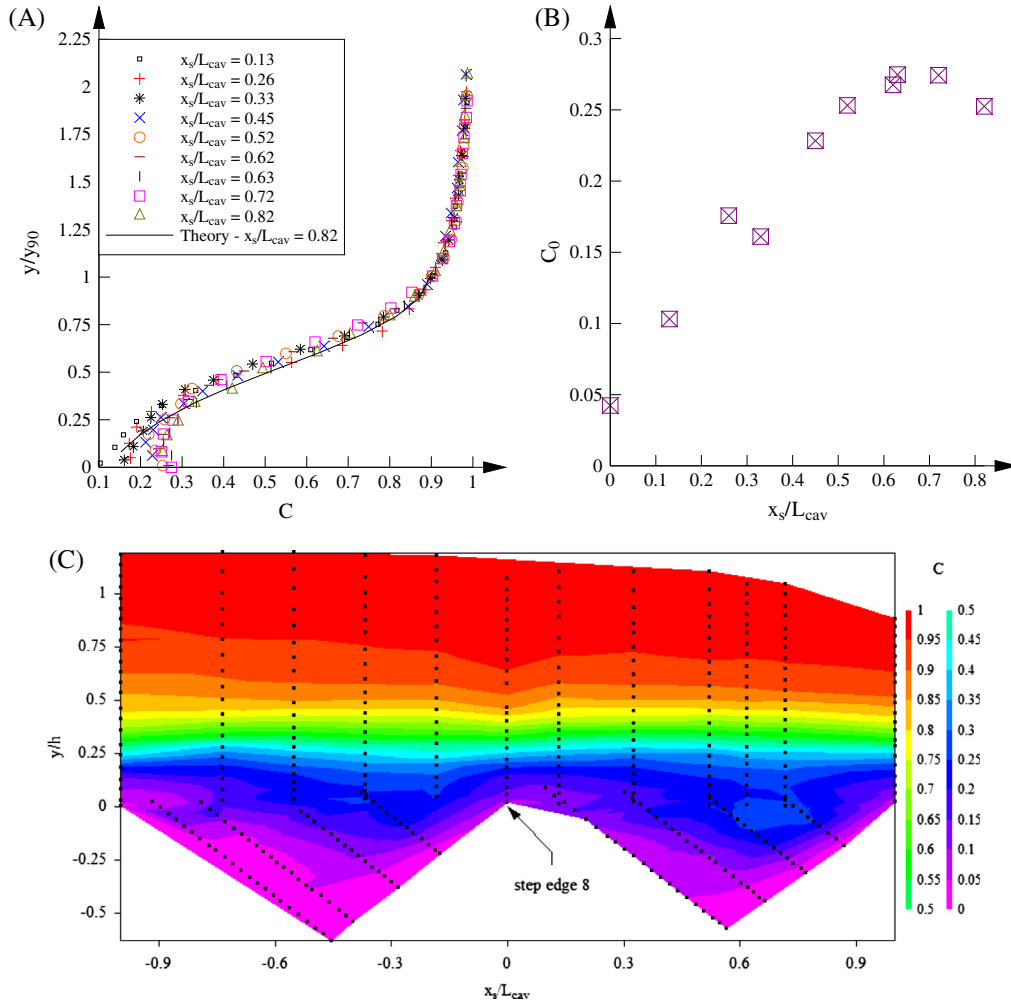 (A)
2.25
2
1.75
1.5
1.25
1
0.75
0.5
0.25
0
y/y90
xs/Lcav = 0.13
xs/Lcav = 0.26
xs/Lcav = 0.33
xs/Lcav = 0.45
xs/Lcav = 0.52
xs/Lcav = 0.62
xs/Lcav = 0.63
xs/Lcav = 0.72
xs/Lcav = 0.82
Theory - xs/Lcav = 0.82
0.1 0.2 0.3 0.4 0.5 0.6 0.7 0.8 0.9 1
C
(B)
0.3
0.25
0.2
0.15
0.1
0.05
0
C0
0 0.1 0.2 0.3 0.4 0.5 0.6 0.7 0.8
xs/Lcav
(C)
1
0.75
0.5
0.25
0
-0.25
-0.5
y/h
step edge 8
-0.9 -0.6 -0.3 0 0.3 0.6 0.9
xs/Lcav
C
1 0.5
0.95 0.45
0.9 0.4
0.85 0.35
0.8 0.3
0.75 0.25
0.7 0.2
0.65 0.15
0.6 0.1
0.55 0.05
0.5 0